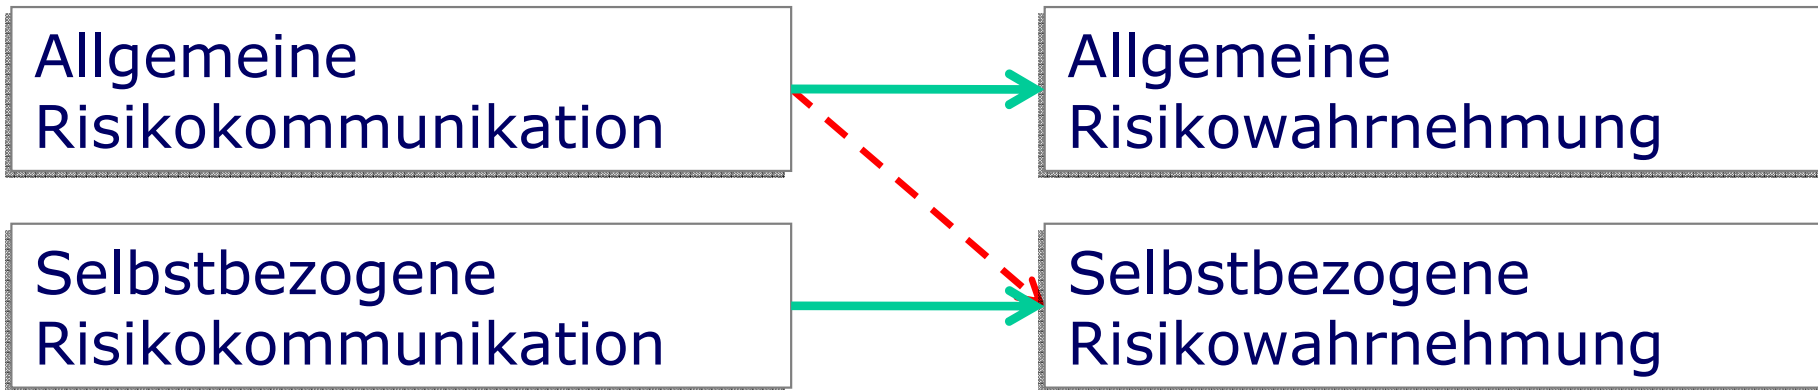 Allgemeine
Risikokommunikation
Allgemeine
Risikowahrnehmung
Selbstbezogene
Risikokommunikation
Selbstbezogene
Risikowahrnehmung